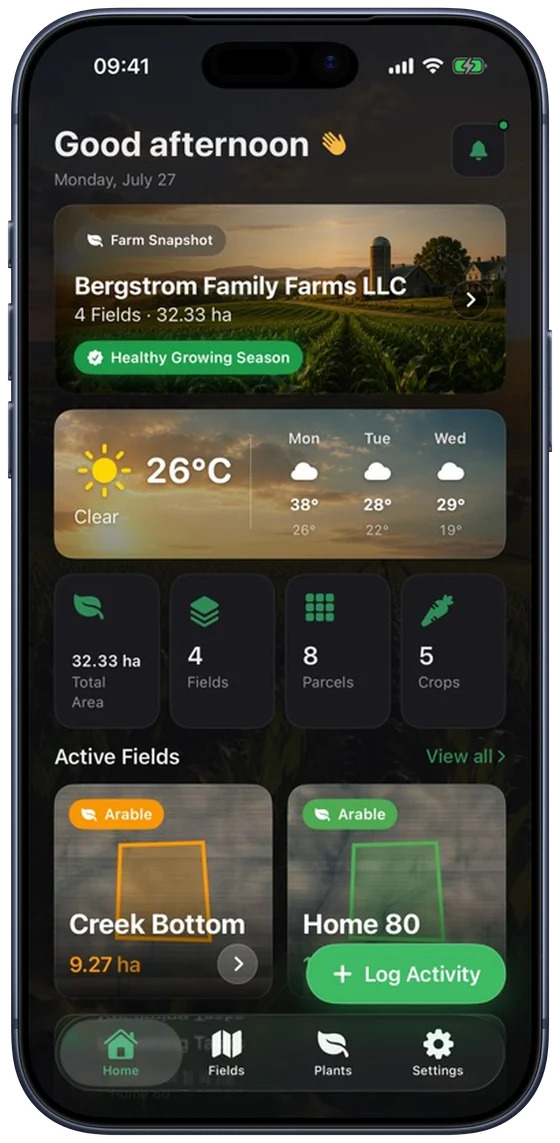 09:41
Good afternoon 👋
Monday, July 27
Farm Snapshot
Bergstrom Family Farms LLC
4 Fields · 32.33 ha
Healthy Growing Season
26°C
Clear
Mon Tue Wed
38° 28° 29°
26° 22° 19°
32.33 ha
Total
Area
4
Fields
8
Parcels
5
Crops
Active Fields
View all
Arable
Creek Bottom
9.27 ha
Arable
Home 80
+ Log Activity
Home
Fields
Plants
Settings